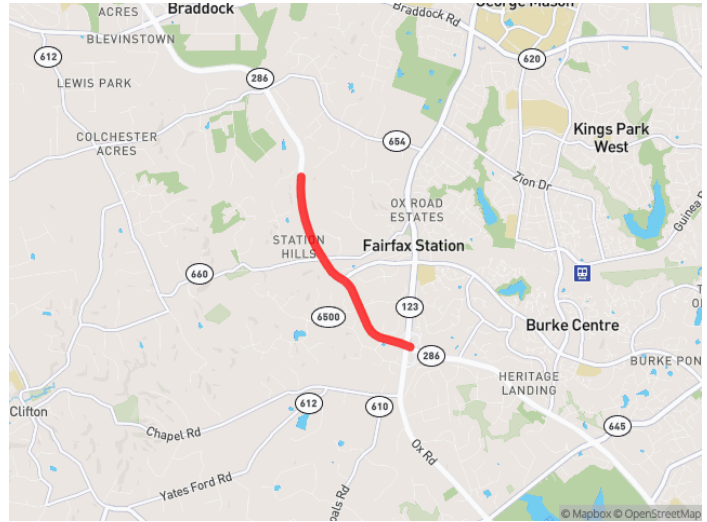 ACRES
Braddock
BLEVINSTOWN
George Mason
Braddock Rd
612
620
286
LEWIS PARK
COLCHESTER
ACRES
654
Kings Park
West
Zion Dr
OX ROAD
ESTATES
STATION
HILLS
Fairfax Station
660
6500
123
Burke Centre
286
BURKE PON
HERITAGE
LANDING
Clifton
612
610
645
Chapel Rd
Ox Rd
Yates Ford Rd
© Mapbox © OpenStreetMap